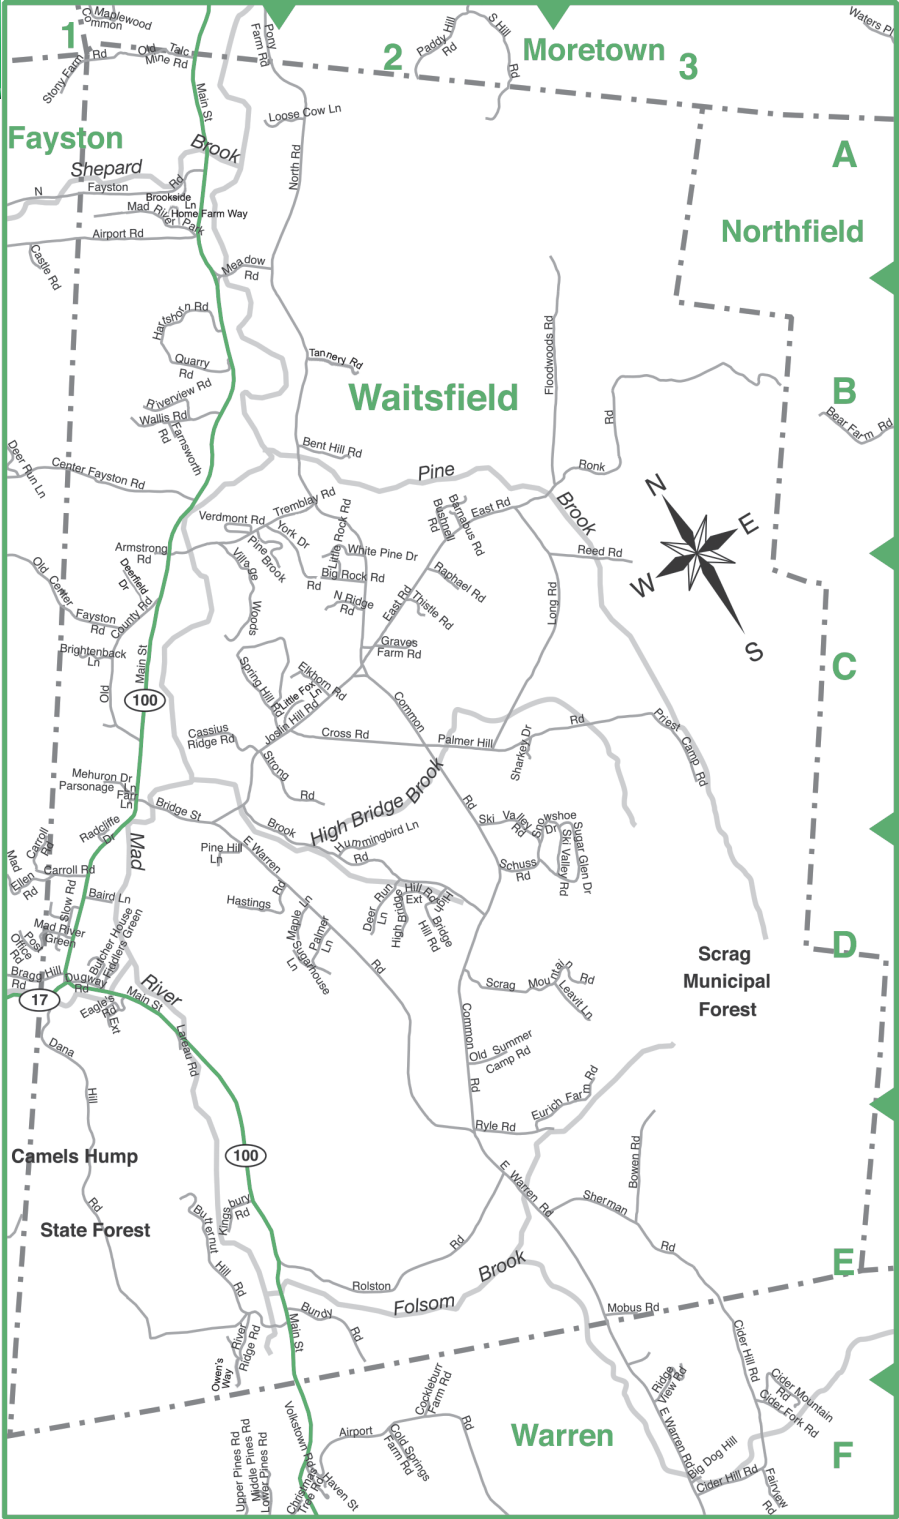 Maplewood
Common
1
Old Talc
Mine Rd
Rd
Stony Farm
Pony
Farm Rd
2
Paddy Hill
Rd
S Hill
Rd
Moretown
3
Waters Pl
Main St
Loose Cow Ln
North Rd
Fayston
A
Brook
Shepard
N
Fayston
Rd
Brookside
Ln
Mad River Park
Home Farm Way
Airport Rd
Castle Rd
Northfield
Meadow
Rd
Hartshorn Rd
Quarry
Rd
Tannery Rd
Floodwoods Rd
Waitsfield
B
Riverview Rd
Wallis Rd
Farnsworth
Rd
Rd
Bear Farm Rd
Deer Run Ln
Center Fayston Rd
Bent Hill Rd
Pine
Ronk
Brook
N
E
W
S
Tremblay Rd
Verdmont Rd
York Dr
Little Rock Rd
Bushnell
Rd
Barnabus Rd
East Rd
Armstrong
Rd
Pine Brook
Rd
White Pine Dr
Reed Rd
Old Center
Fayston
Rd
Deerfield
Dr
Village
Woods
Big Rock Rd
Raphael Rd
County Rd
N Ridge
Rd
East Rd
Thistle Rd
Long Rd
Brightenback
Ln
Main St
Graves
Farm Rd
C
Old
100
Spring Hill Rd
Elkhorn Rd
Little Fox
Ln
Joslin Hill Rd
Common
Cassius
Ridge Rd
Cross Rd
Palmer Hill
Rd
Sharkey Dr
Priest
Camp Rd
Strong
Rd
Mehuron Dr
Parsonage Ln
Farr
Ln
Bridge St
High Bridge Brook
Rd
Radcliffe
Dr
Mad
Brook
Hummingbird Ln
Rd
Ski Valley
Rd
Snowshoe
Dr
Ski Valley Rd
Sugar Glen Dr
Pine Hill
Ln
E Warren
Rd
Schuss
Rd
Carroll
Rd
Mad
Ellen
Rd
Carroll Rd
Slow Rd
Baird Ln
Hastings
Deer Run
Ln
High Bridge
Hill Rd
Ext
High
Bridge
Hill Rd
Maple Ln
Palmer
Ln
Sugarhouse
Ln
Mad River
Green
Post
Office
Rd
Butcher House
Fiddlers Green
D
Scrag
Municipal
Forest
Bragg Hill
Rd
Dugway
Rd
River
Main St
Rd
17
Eagles
Rd
Ext
Scrag Mountain Rd
Leavit Ln
Dana
Hill
Rd
Lareau Rd
Common
Rd
Old Summer
Camp Rd
Eurich Farm Rd
Ryle Rd
Camels Hump
State Forest
100
E Warren Rd
Bowen Rd
Sherman
Rd
Butternut
Hill
Rd
Kingsbury
Rd
Rd
Brook
E
Rolston
Folsom
Bundy
Rd
Main St
Mobus Rd
River
Ridge Rd
Owen's
Way
Cider Hill Rd
Ridge
View Rd
Cider Mountain
Rd
Cider Fork Rd
Cockleburr
Farm Rd
Volkstown Rd
Airport
Rd
Cold Springs
Farm Rd
Warren
E Warren Rd
Big Dog Hill
F
Upper Pines Rd
Middle Pines Rd
Lower Pines Rd
Christmas
Tree Rd
Haven St
Cider Hill Rd
Fairview
Rd